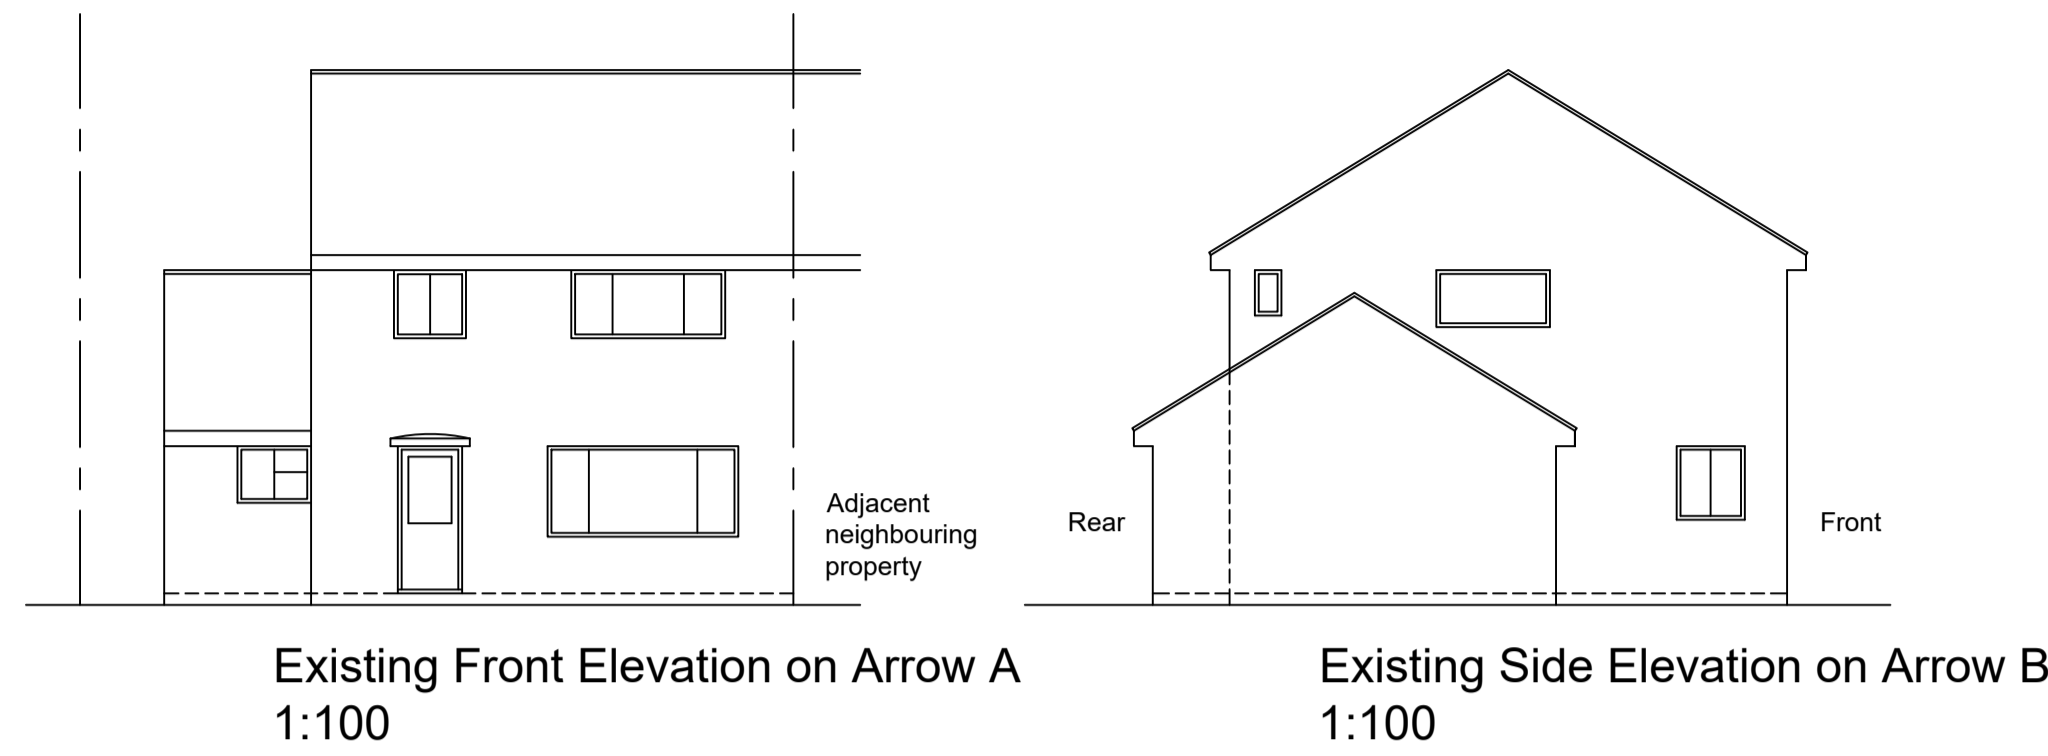 Adjacent
neighbouring
property
Rear
Front
Existing Front Elevation on Arrow A
1:100
Existing Side Elevation on Arrow B
1:100